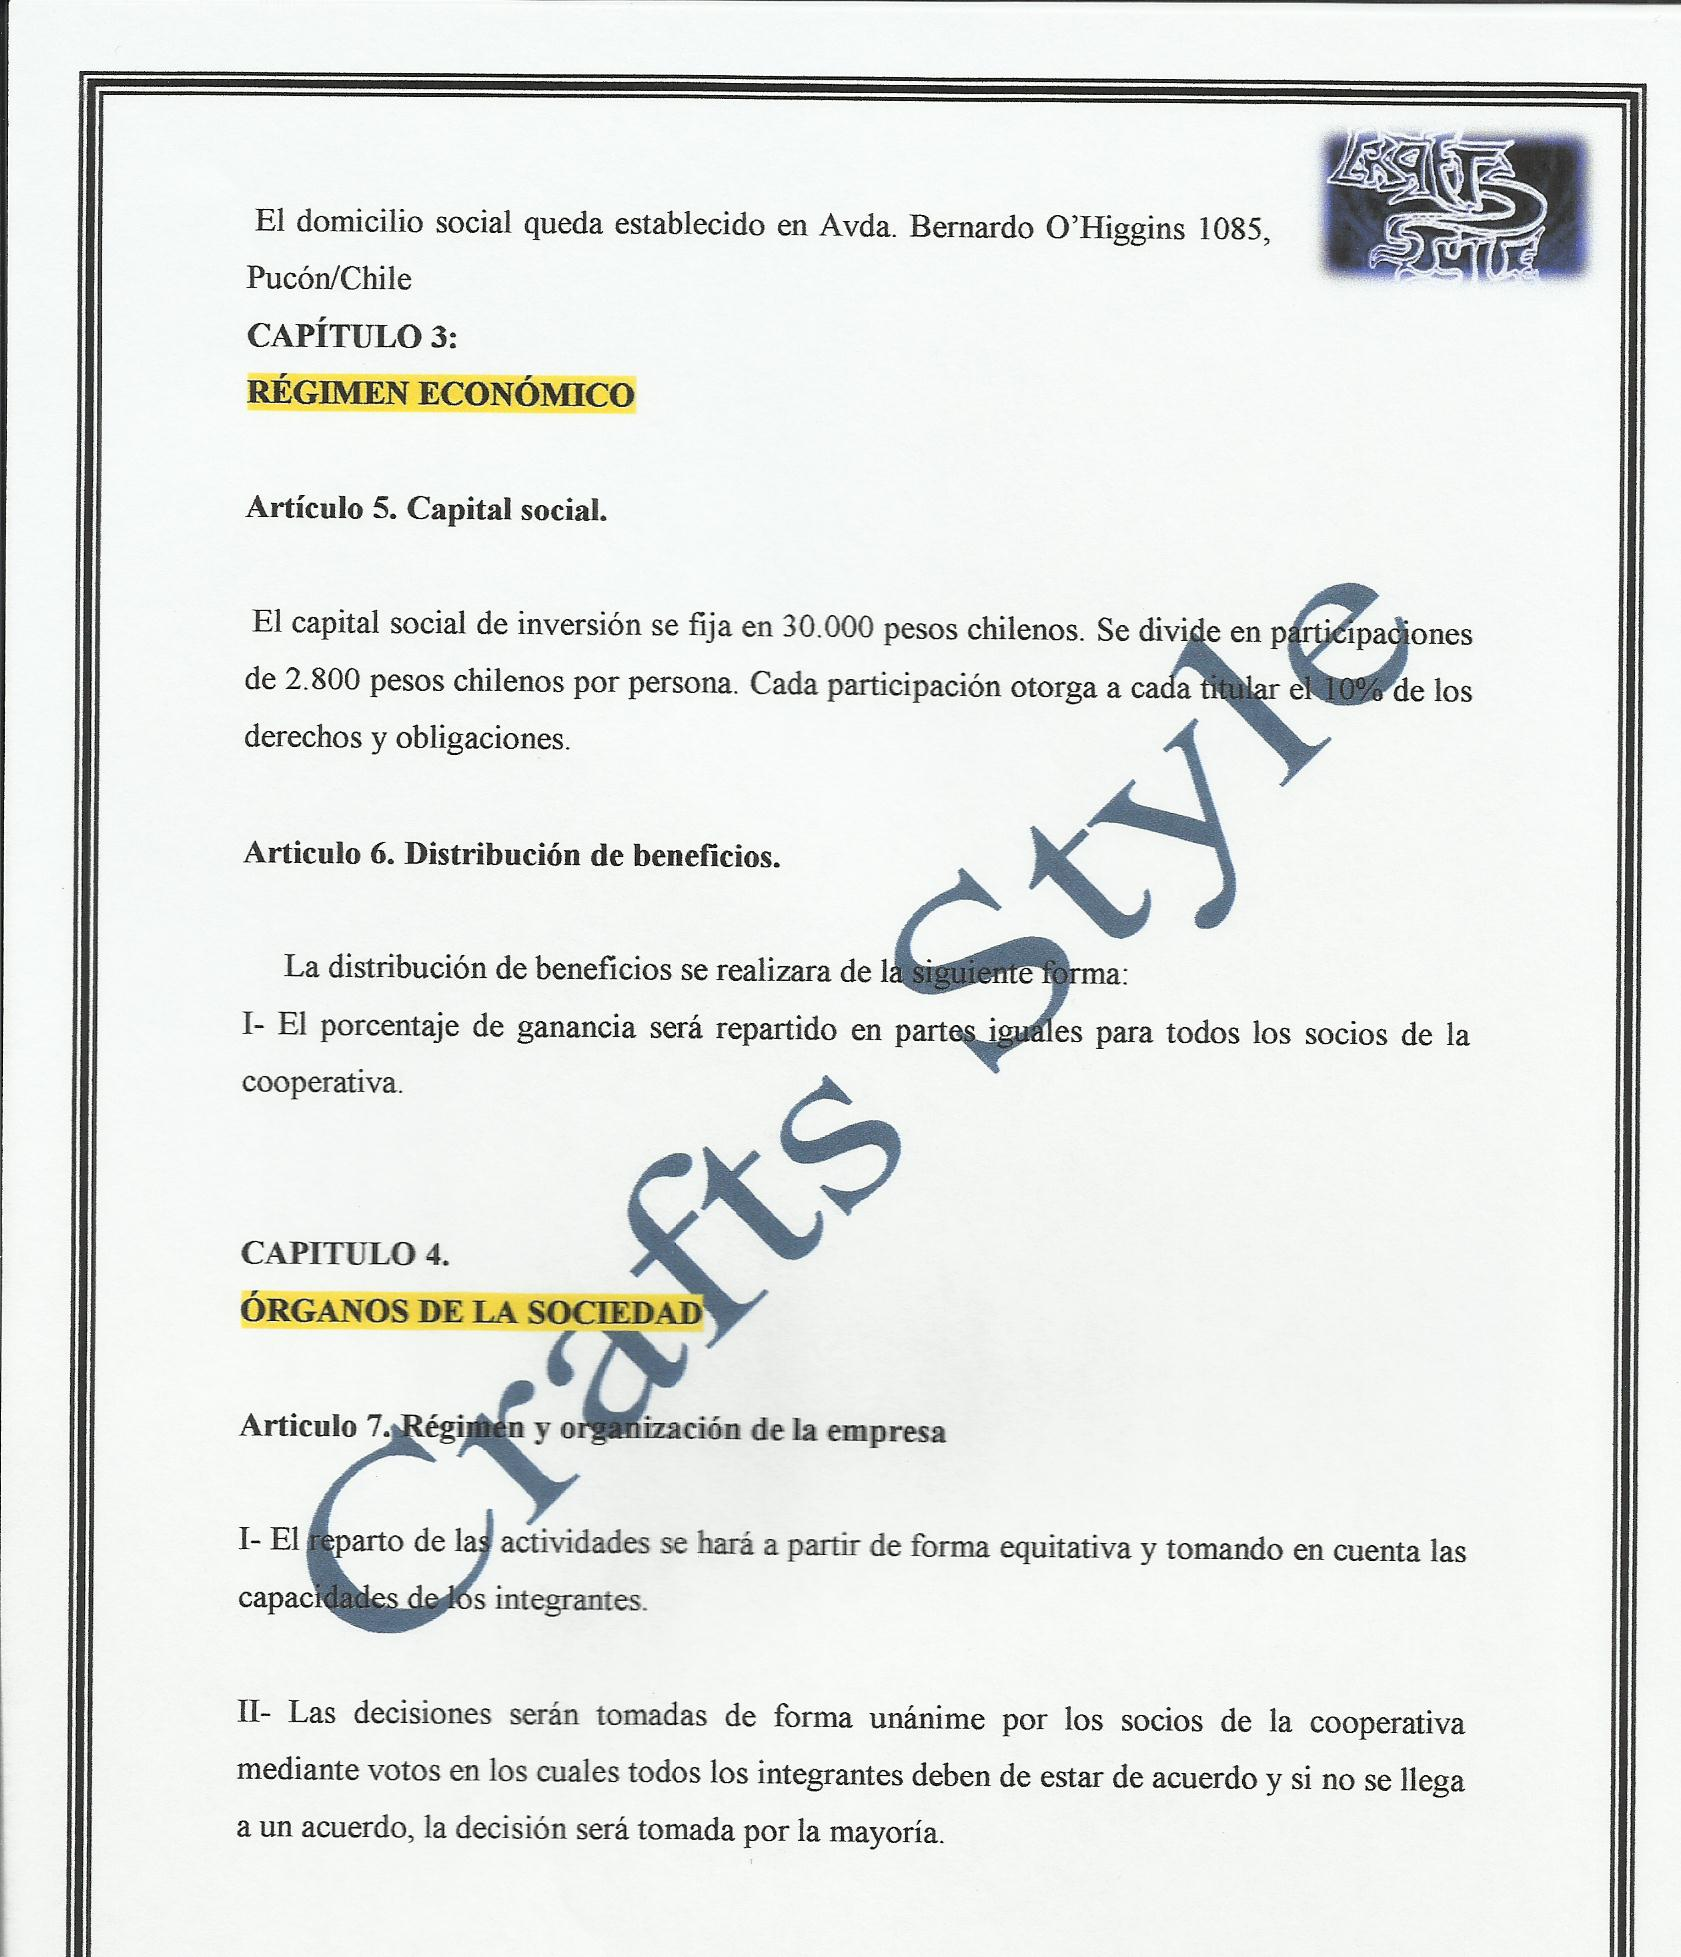 CRAFTS
STYLE
El domicilio social queda establecido en Avda. Bernardo O’Higgins 1085,
Pucón/Chile
CAPÍTULO 3:
RÉGIMEN ECONÓMICO
Artículo 5. Capital social.
El capital social de inversión se fija en 30.000 pesos chilenos. Se divide en participaciones
de 2.800 pesos chilenos por persona. Cada participación otorga a cada titular el 10% de los
derechos y obligaciones.
Articulo 6. Distribución de beneficios.
La distribución de beneficios se realizara de la siguiente forma:
I- El porcentaje de ganancia será repartido en partes iguales para todos los socios de la
cooperativa.
CAPITULO 4.
ÓRGANOS DE LA SOCIEDAD
Articulo 7. Régimen y organización de la empresa
I- El reparto de las actividades se hará a partir de forma equitativa y tomando en cuenta las
capacidades de los integrantes.
II- Las decisiones serán tomadas de forma unánime por los socios de la cooperativa
mediante votos en los cuales todos los integrantes deben de estar de acuerdo y si no se llega
a un acuerdo, la decisión será tomada por la mayoría.
Crafts Style